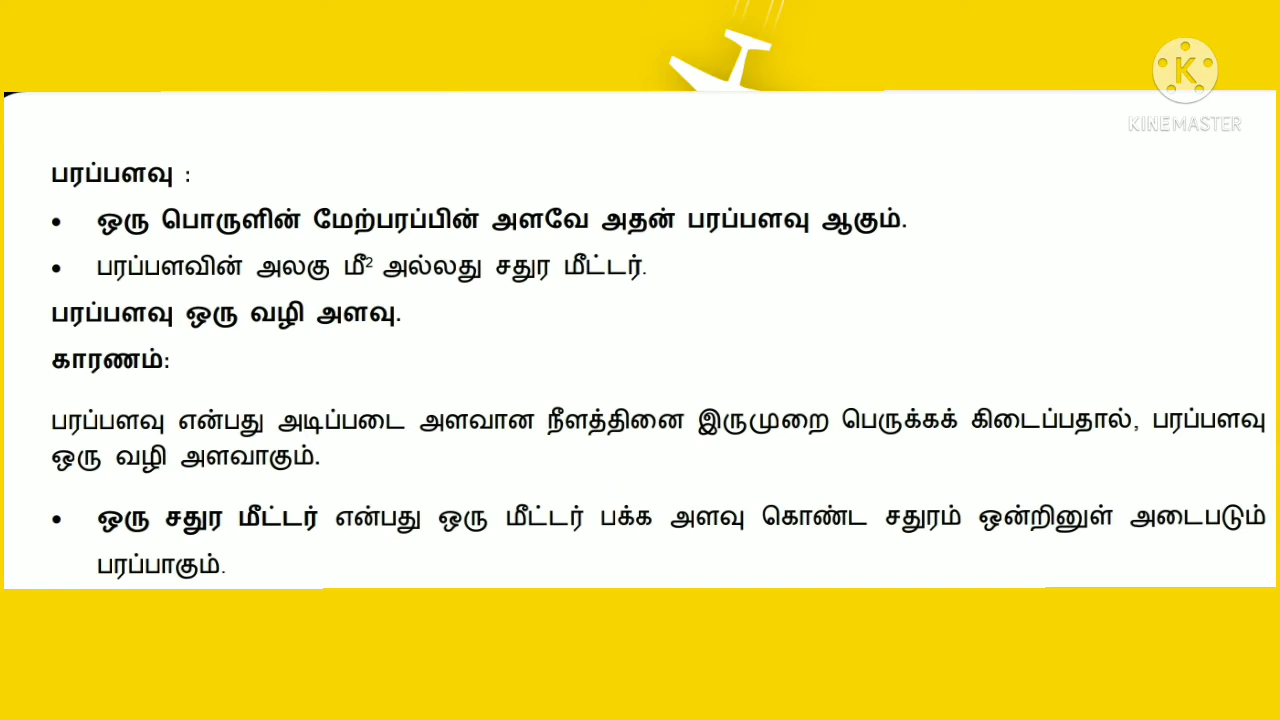 K
KINEMASTER
பரப்பளவு :
• ஒரு பொருளின் மேற்பரப்பின் அளவே அதன் பரப்பளவு ஆகும்.
• பரப்பளவின் அலகு மீ² அல்லது சதுர மீட்டர்.
பரப்பளவு ஒரு வழி அளவு.
காரணம்:
பரப்பளவு என்பது அடிப்படை அளவான நீளத்தினை இருமுறை பெருக்கக் கிடைப்பதால், பரப்பளவு
ஒரு வழி அளவாகும்.
• ஒரு சதுர மீட்டர் என்பது ஒரு மீட்டர் பக்க அளவு கொண்ட சதுரம் ஒன்றினுள் அடைபடும்
பரப்பாகும்.